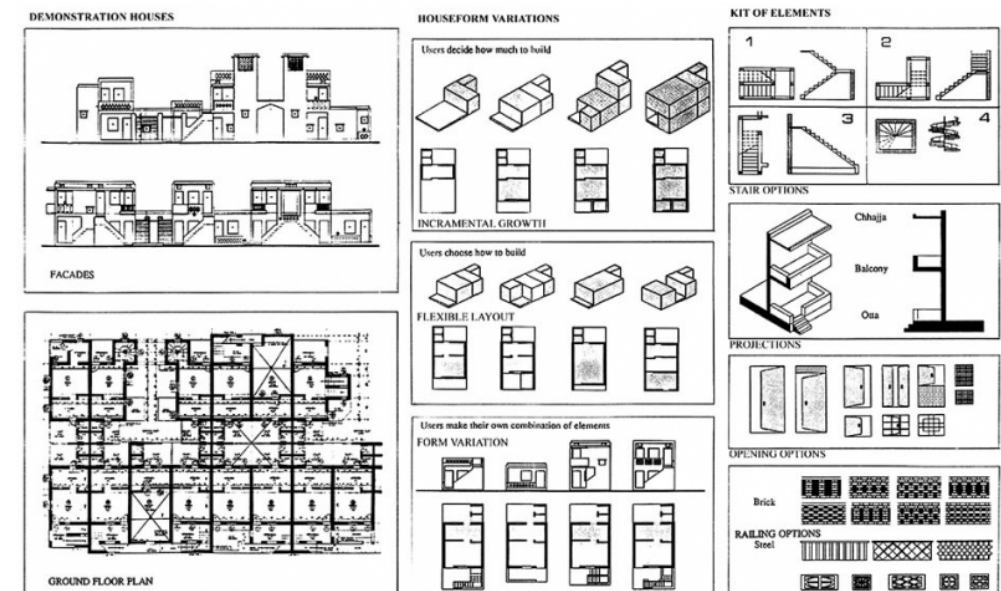 DEMONSTRATION HOUSES
FACADES
GROUND FLOOR PLAN
HOUSEFORM VARIATIONS
Users decide how much to build
INCRAMENTAL GROWTH
Users choose how to build
FLEXIBLE LAYOUT
Users make their own combination of elements
FORM VARIATION
KIT OF ELEMENTS
1
2
3
4
STAIR OPTIONS
Chhajja
Balcony
Otta
PROJECTIONS
OPENING OPTIONS
Brick
RAILING OPTIONS
Steel